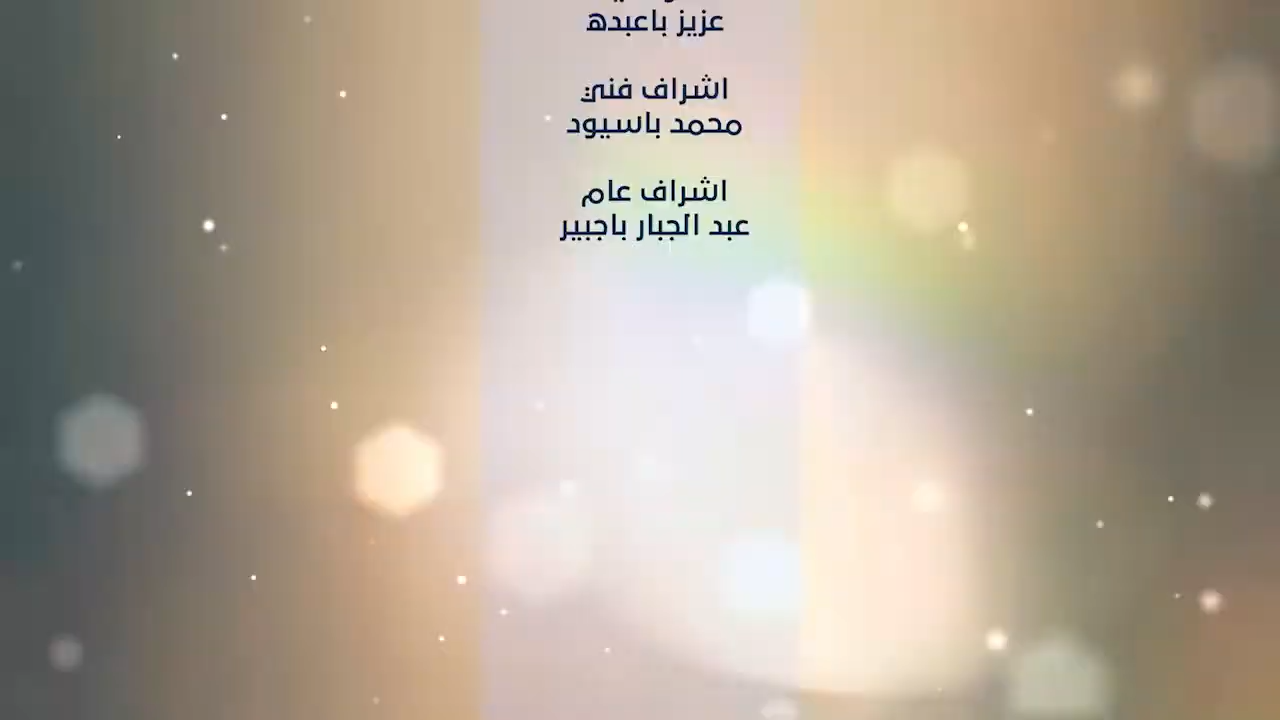 عزيز باعبده
اشراف فني
محمد باسيود
اشراف عام
عبد الجبار باجبير